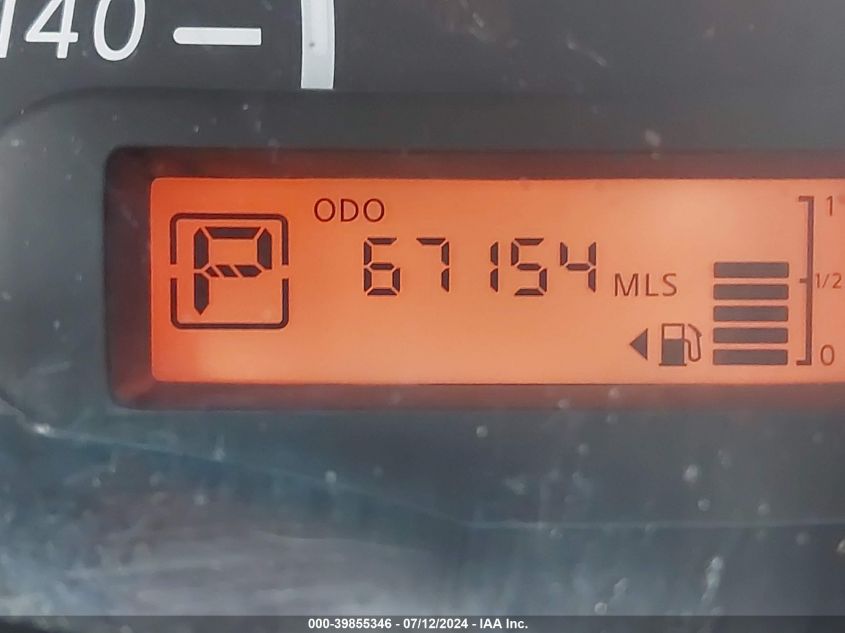 140
ODO
P
67154 MLS
1
1/2
0
000-39855346 - 07/12/2024 - IAA Inc.